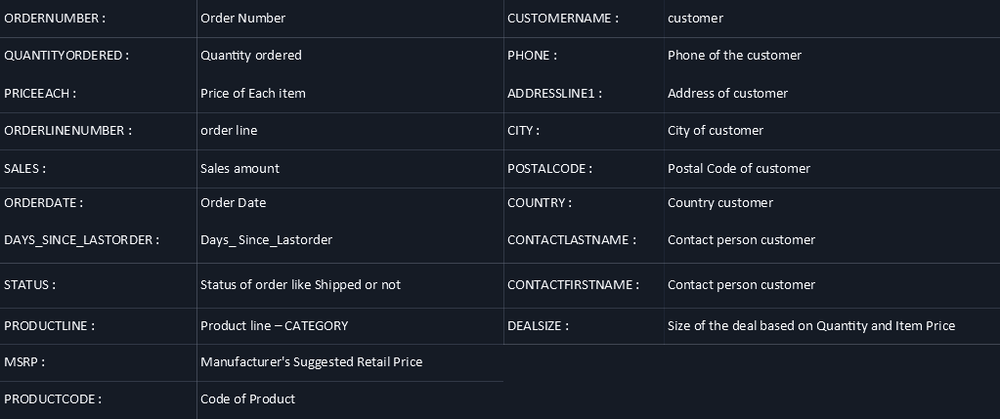 ORDERNUMBER : Order Number CUSTOMERNAME : customer
QUANTITYORDERED : Quantity ordered PHONE : Phone of the customer
PRICEEACH : Price of Each item ADDRESSLINE1 : Address of customer
ORDERLINENUMBER : order line CITY : City of customer
SALES : Sales amount POSTALCODE : Postal Code of customer
ORDERDATE : Order Date COUNTRY : Country customer
DAYS_SINCE_LASTORDER : Days_ Since_Lastorder CONTACTLASTNAME : Contact person customer
STATUS : Status of order like Shipped or not CONTACTFIRSTNAME : Contact person customer
PRODUCTLINE : Product line – CATEGORY DEALSIZE : Size of the deal based on Quantity and Item Price
MSRP : Manufacturer's Suggested Retail Price
PRODUCTCODE : Code of Product